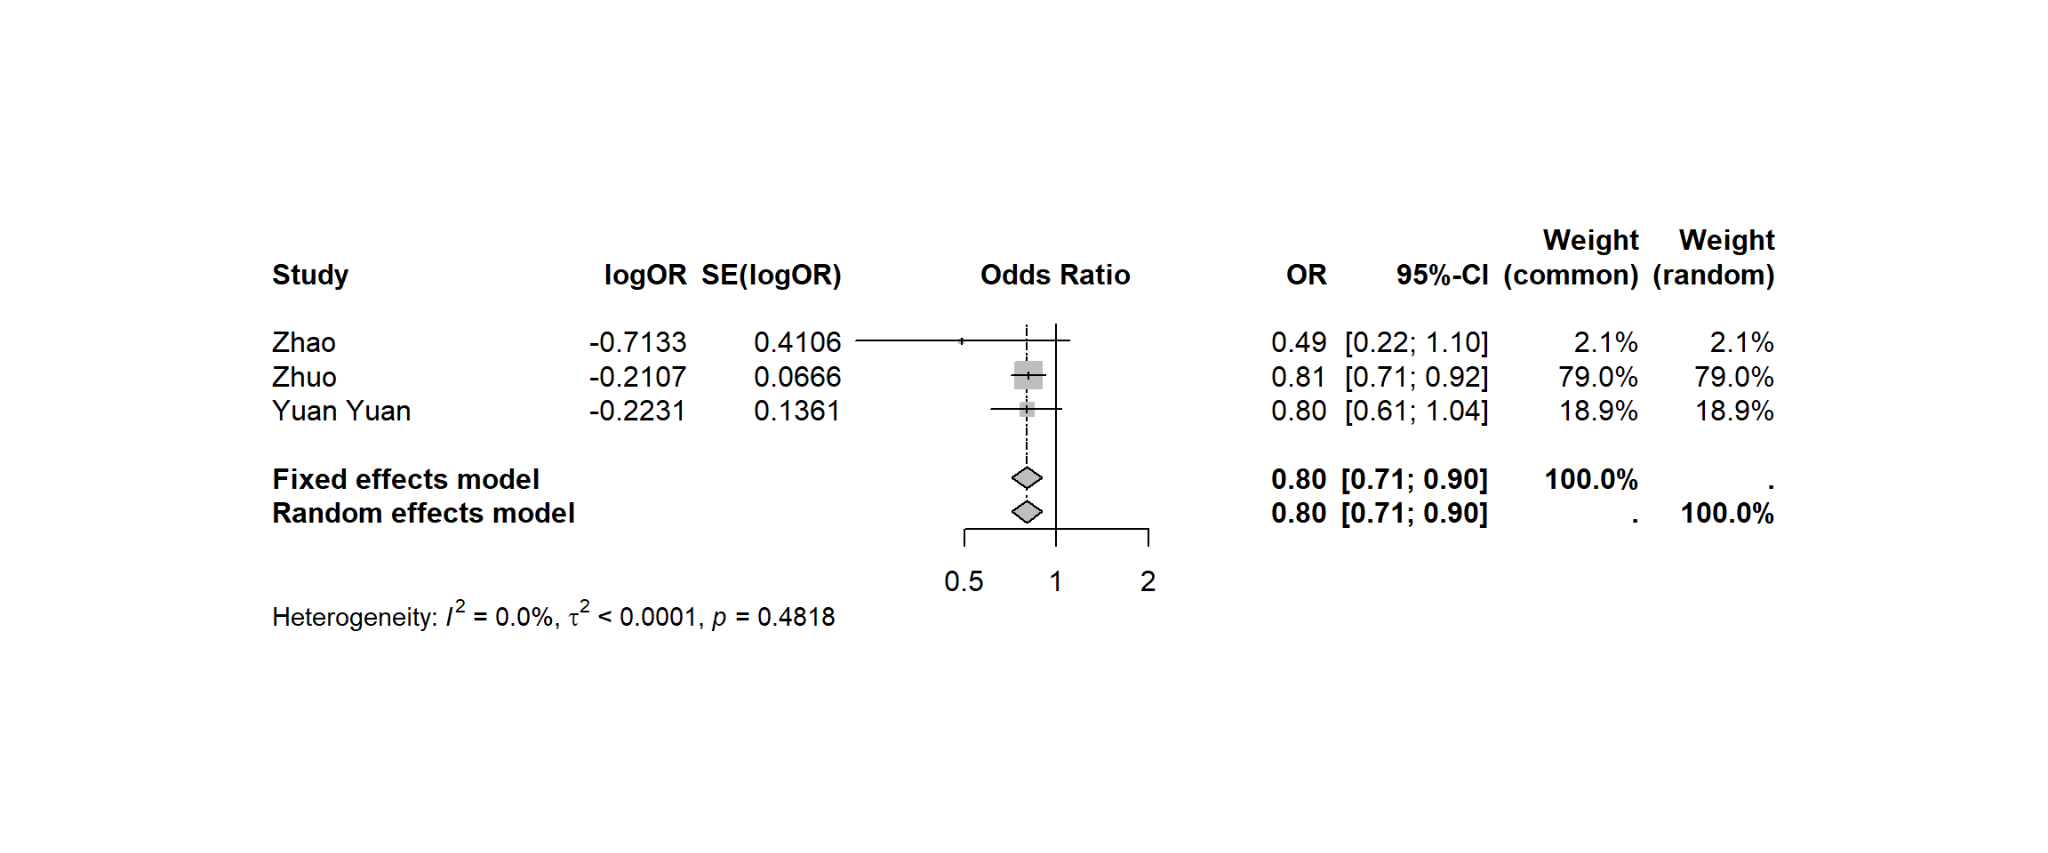 Weight Weight
Study logOR SE(logOR) Odds Ratio OR 95%-CI (common) (random)
Zhao -0.7133 0.4106 0.49 [0.22; 1.10] 2.1% 2.1%
Zhuo -0.2107 0.0666 0.81 [0.71; 0.92] 79.0% 79.0%
Yuan Yuan -0.2231 0.1361 0.80 [0.61; 1.04] 18.9% 18.9%
Fixed effects model 0.80 [0.71; 0.90] 100.0% .
Random effects model 0.80 [0.71; 0.90] . 100.0%
0.5 1 2
Heterogeneity: I² = 0.0%, τ² < 0.0001, p = 0.4818